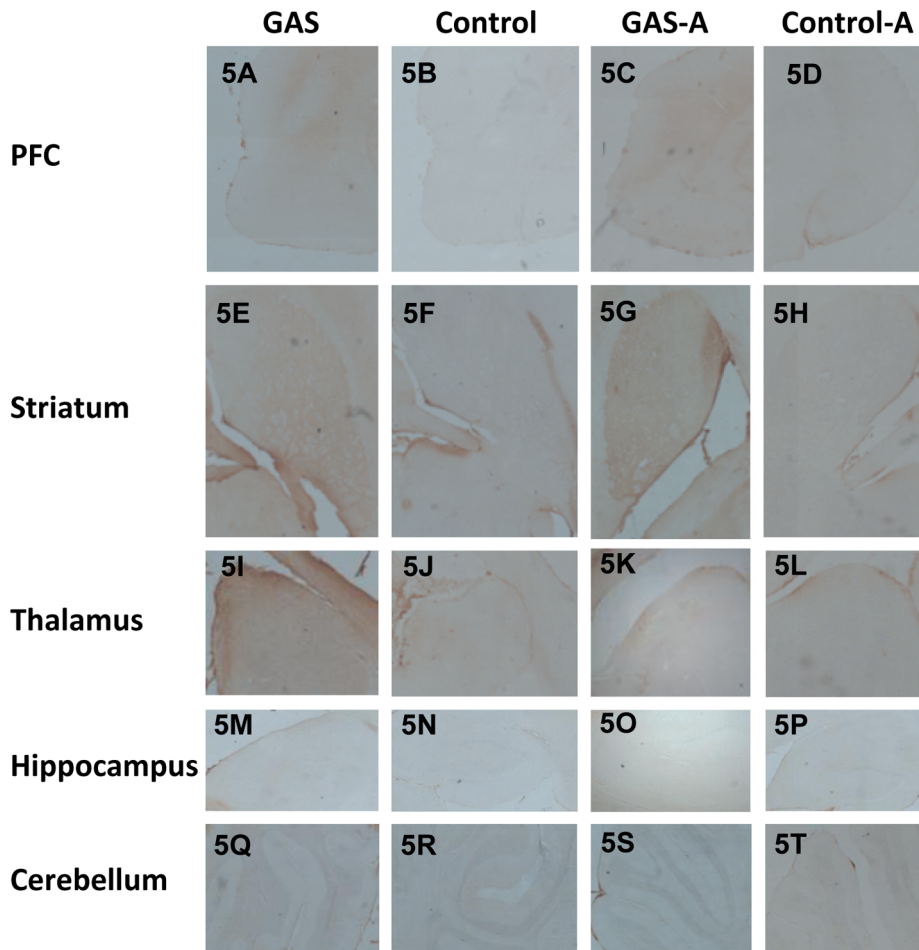 GAS Control GAS-A Control-A
PFC 5A 5B 5C 5D
Striatum 5E 5F 5G 5H
Thalamus 5I 5J 5K 5L
Hippocampus 5M 5N 5O 5P
Cerebellum 5Q 5R 5S 5T